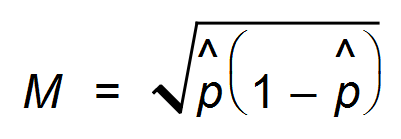 M = √p̂(1 – p̂)